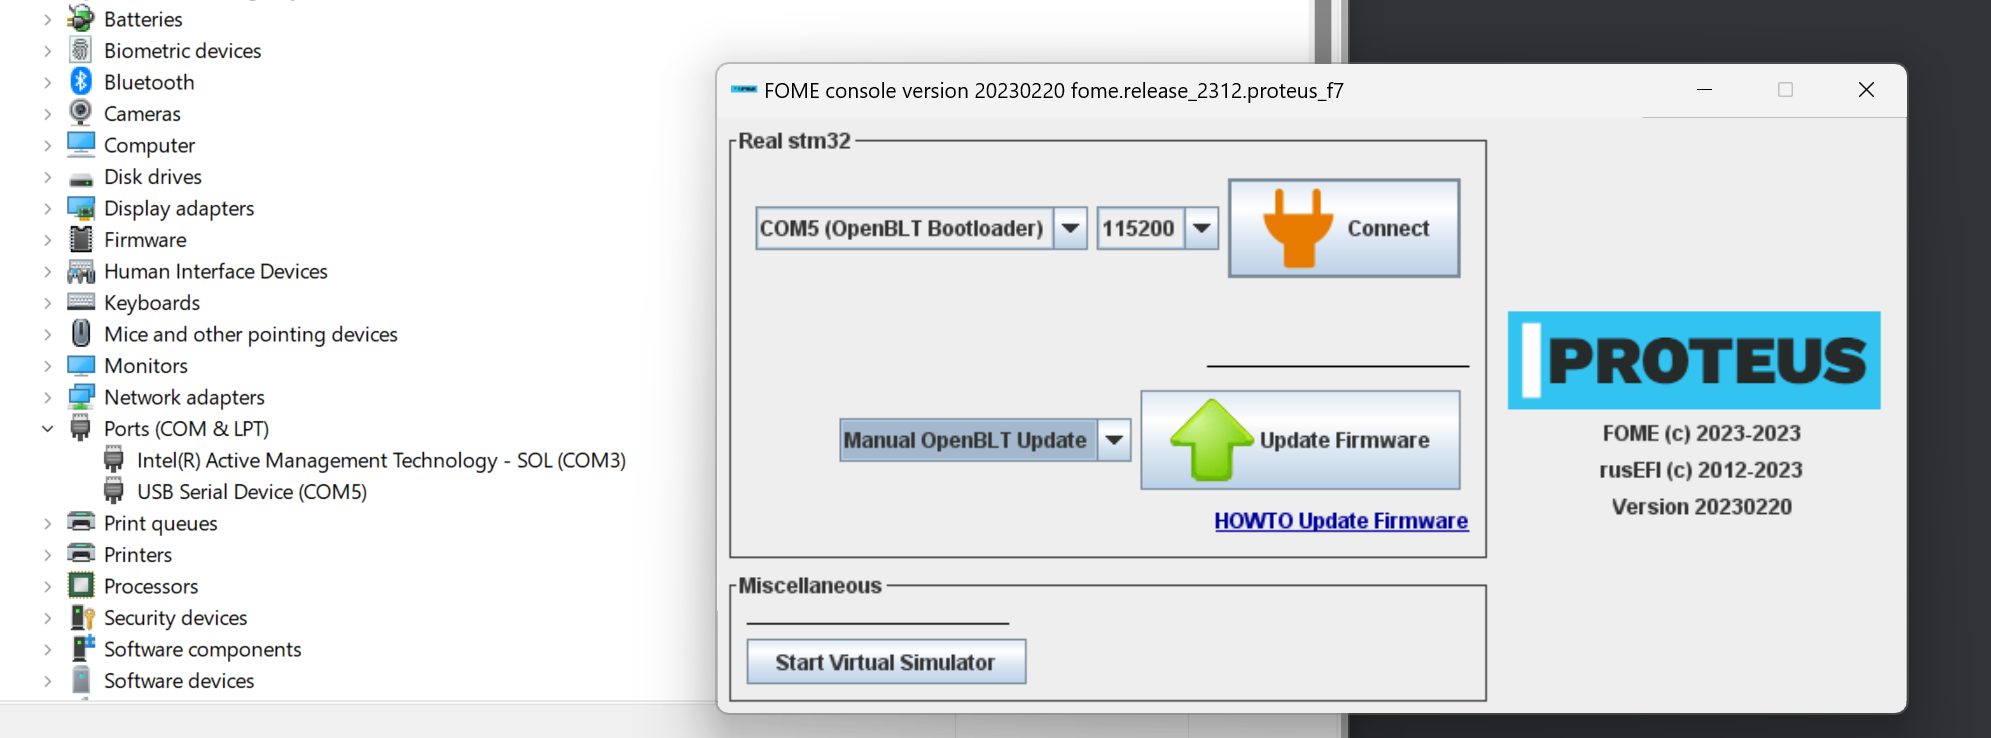 Batteries
Biometric devices
Bluetooth
Cameras
Computer
Disk drives
Display adapters
Firmware
Human Interface Devices
Keyboards
Mice and other pointing devices
Monitors
Network adapters
Ports (COM & LPT)
Intel(R) Active Management Technology - SOL (COM3)
USB Serial Device (COM5)
Print queues
Printers
Processors
Security devices
Software components
Software devices
FOME console version 20230220 fome.release_2312.proteus_f7
Real stm32
COM5 (OpenBLT Bootloader)
115200
Connect
Manual OpenBLT Update
Update Firmware
HOWTO Update Firmware
Miscellaneous
Start Virtual Simulator
PROTEUS
FOME (c) 2023-2023
rusEFI (c) 2012-2023
Version 20230220